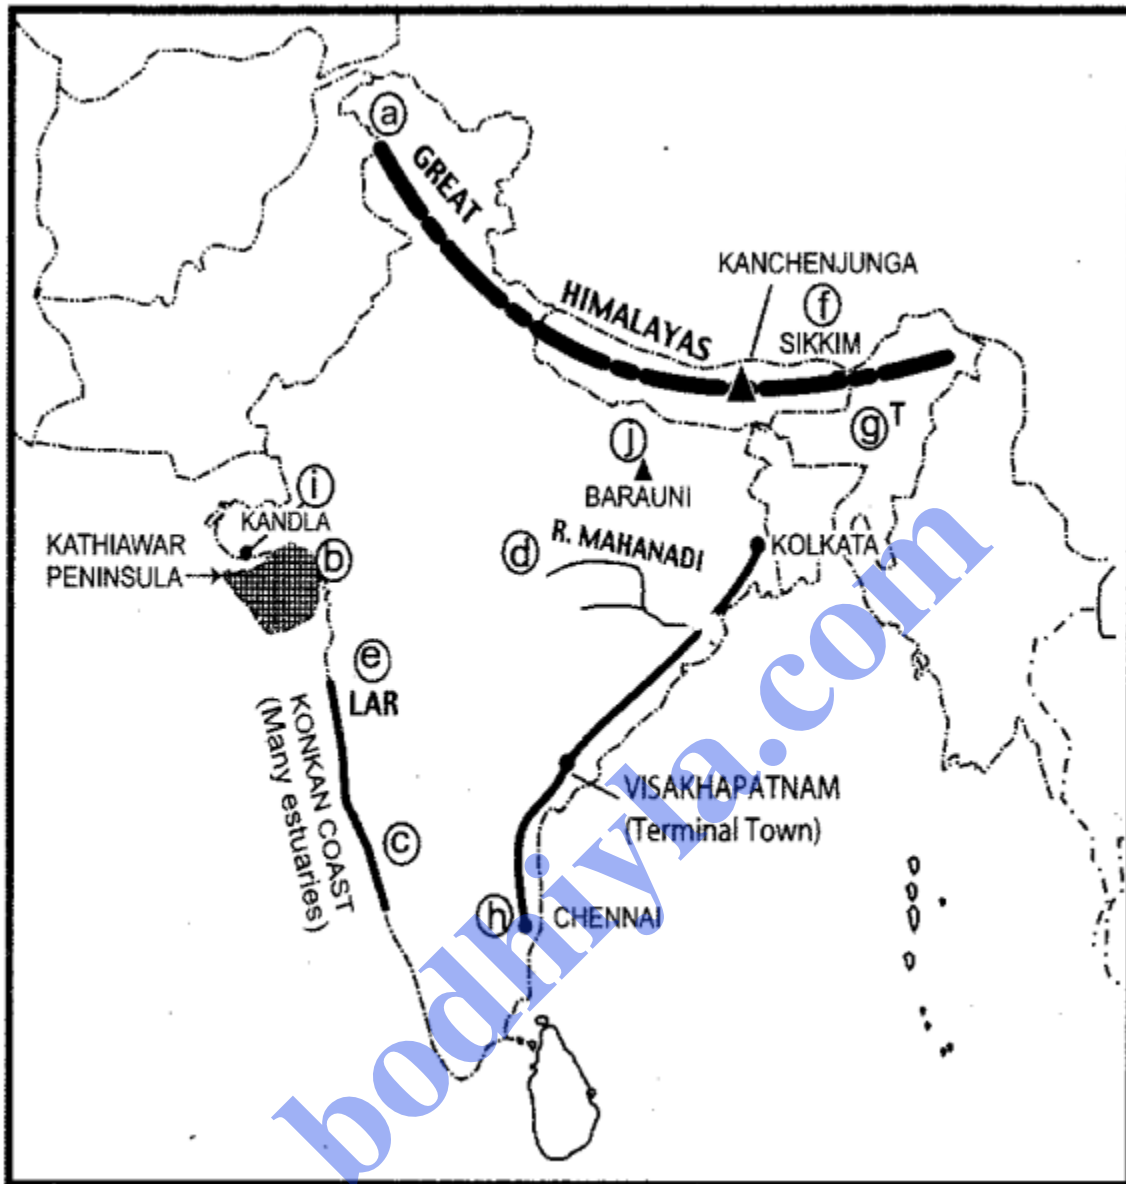 a
GREAT
HIMALAYAS
KANCHENJUNGA
f
SIKKIM
g T
j
BARAUNI
i
KANDLA
KATHIAWAR
PENINSULA
b
d
R. MAHANADI
KOLKATA
e
LAR
KONKAN COAST
(Many estuaries)
c
VISAKHAPATNAM
(Terminal Town)
h
CHENNAI
bodhiyla.com